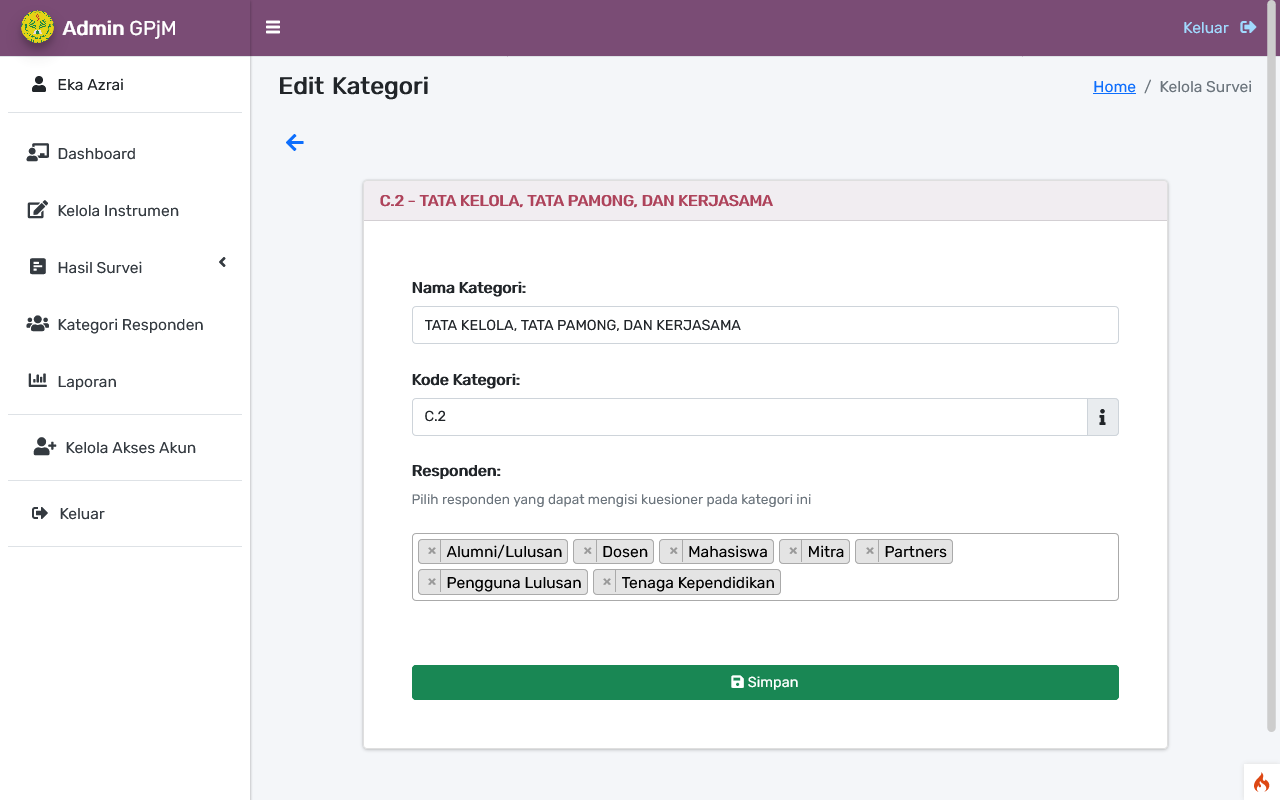 Admin GPjM
Keluar
Eka Azrai
Dashboard
Kelola Instrumen
Hasil Survei
Kategori Responden
Laporan
Kelola Akses Akun
Keluar
Edit Kategori
Home / Kelola Survei
C.2 - TATA KELOLA, TATA PAMONG, DAN KERJASAMA
Nama Kategori:
TATA KELOLA, TATA PAMONG, DAN KERJASAMA
Kode Kategori:
C.2
Responden:
Pilih responden yang dapat mengisi kuesioner pada kategori ini
× Alumni/Lulusan × Dosen × Mahasiswa × Mitra × Partners
× Pengguna Lulusan × Tenaga Kependidikan
Simpan